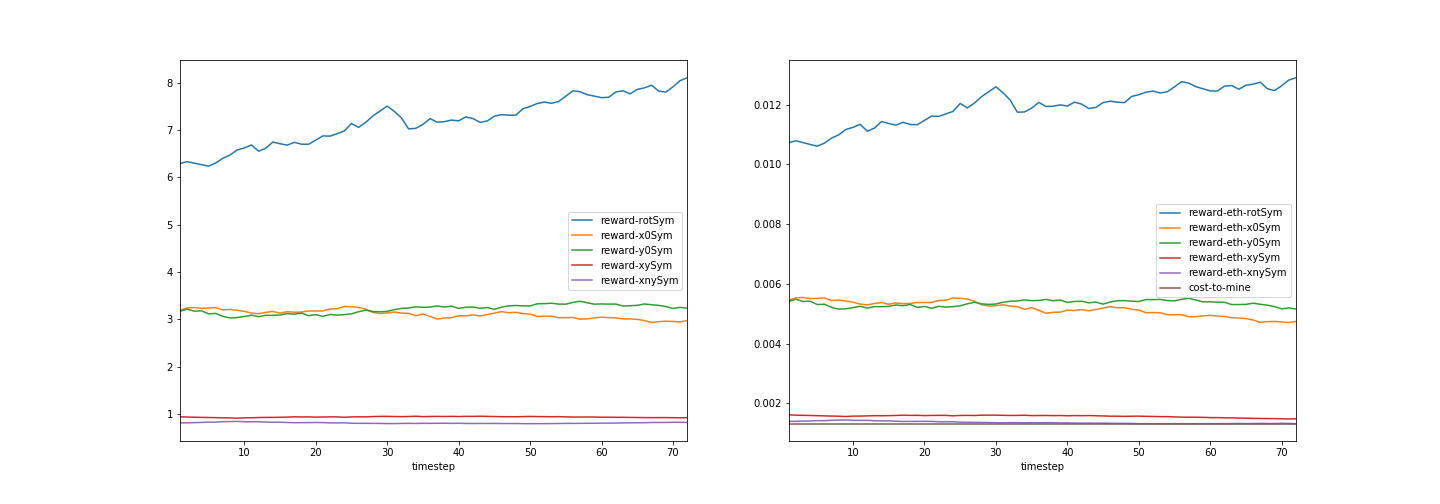 8
7
6
5
4
3
2
1
10 20 30 40 50 60 70
timestep
reward-rotSym
reward-x0Sym
reward-y0Sym
reward-xySym
reward-xnySym
0.012
0.010
0.008
0.006
0.004
0.002
10 20 30 40 50 60 70
timestep
reward-eth-rotSym
reward-eth-x0Sym
reward-eth-y0Sym
reward-eth-xySym
reward-eth-xnySym
cost-to-mine